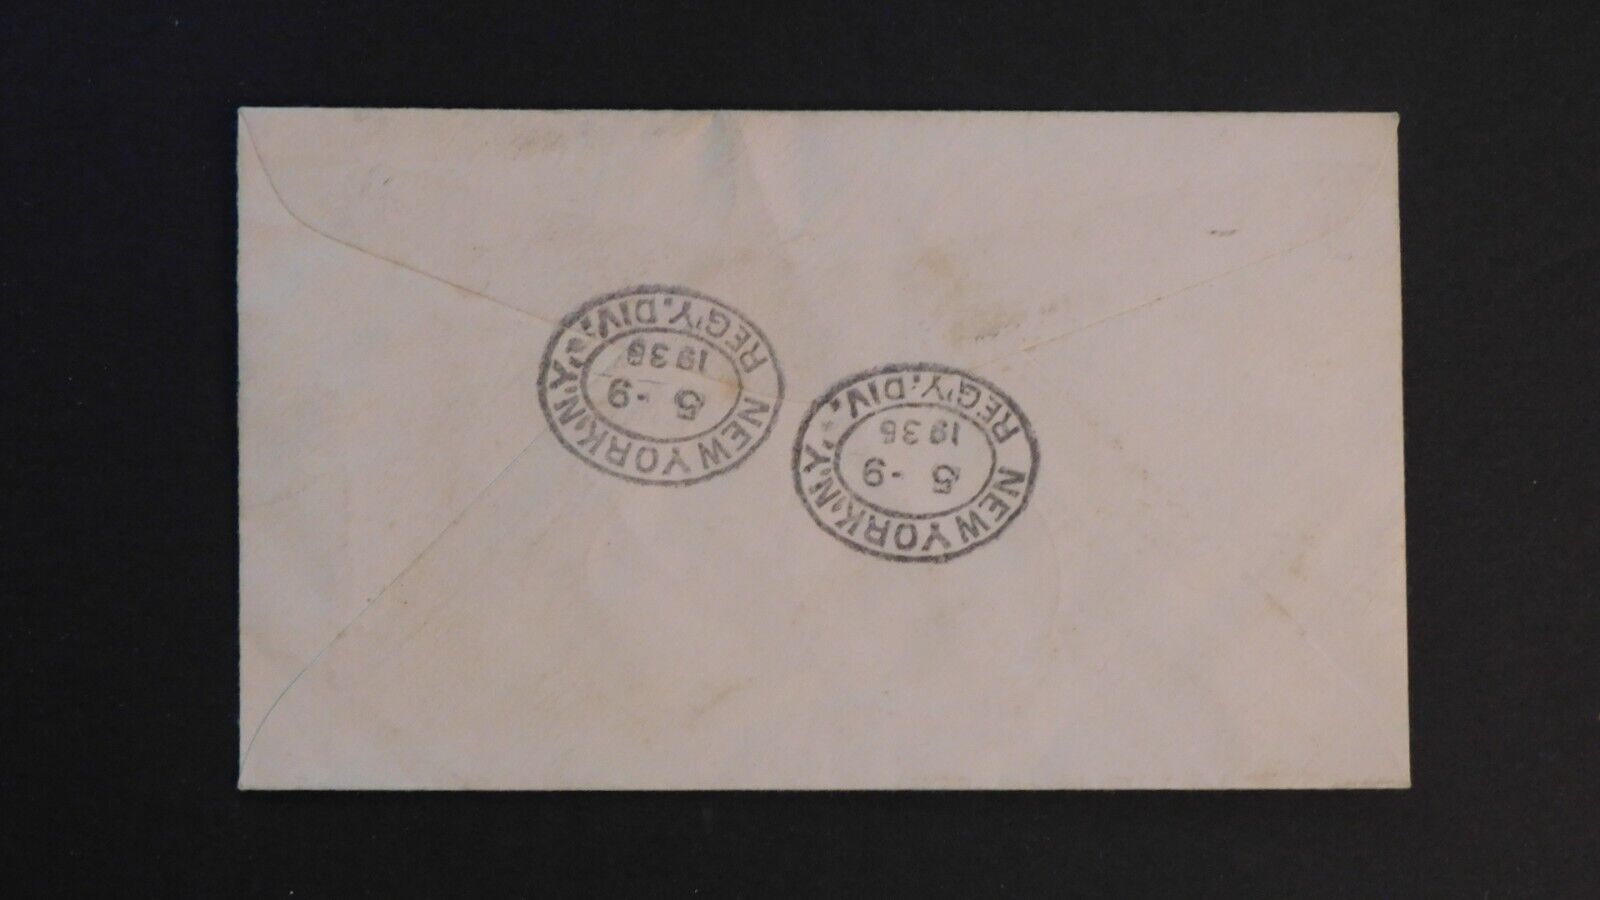 NEW YORK, N.Y.
5 - 9
1936
REG'Y. DIV.
NEW YORK, N.Y.
5 - 9
1936
REG'Y. DIV.